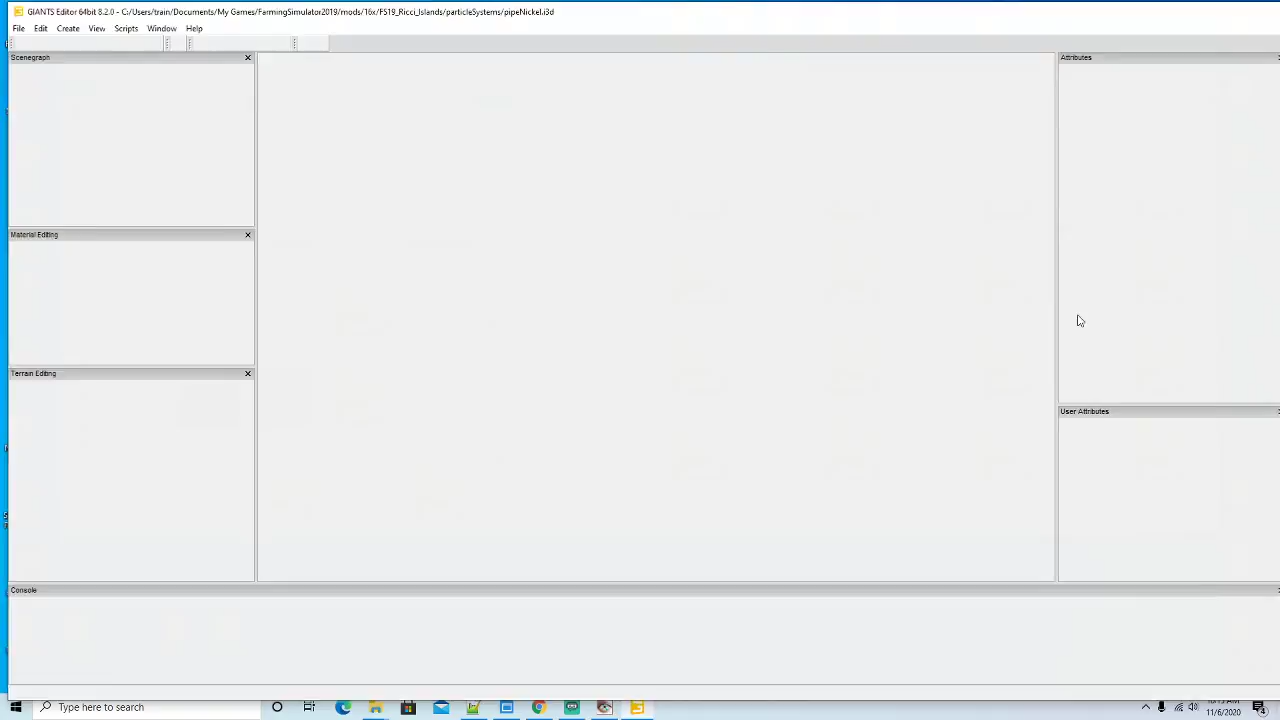 GIANTS Editor 64bit 8.2.0 - C:/Users/train/Documents/My Games/FarmingSimulator2019/mods/16x/FS19_Ricci_Islands/particleSystems/pipeNickel.i3d
File Edit Create View Scripts Window Help
Scenegraph
Attributes
Material Editing
Terrain Editing
User Attributes
Console
Type here to search
11/6/2020